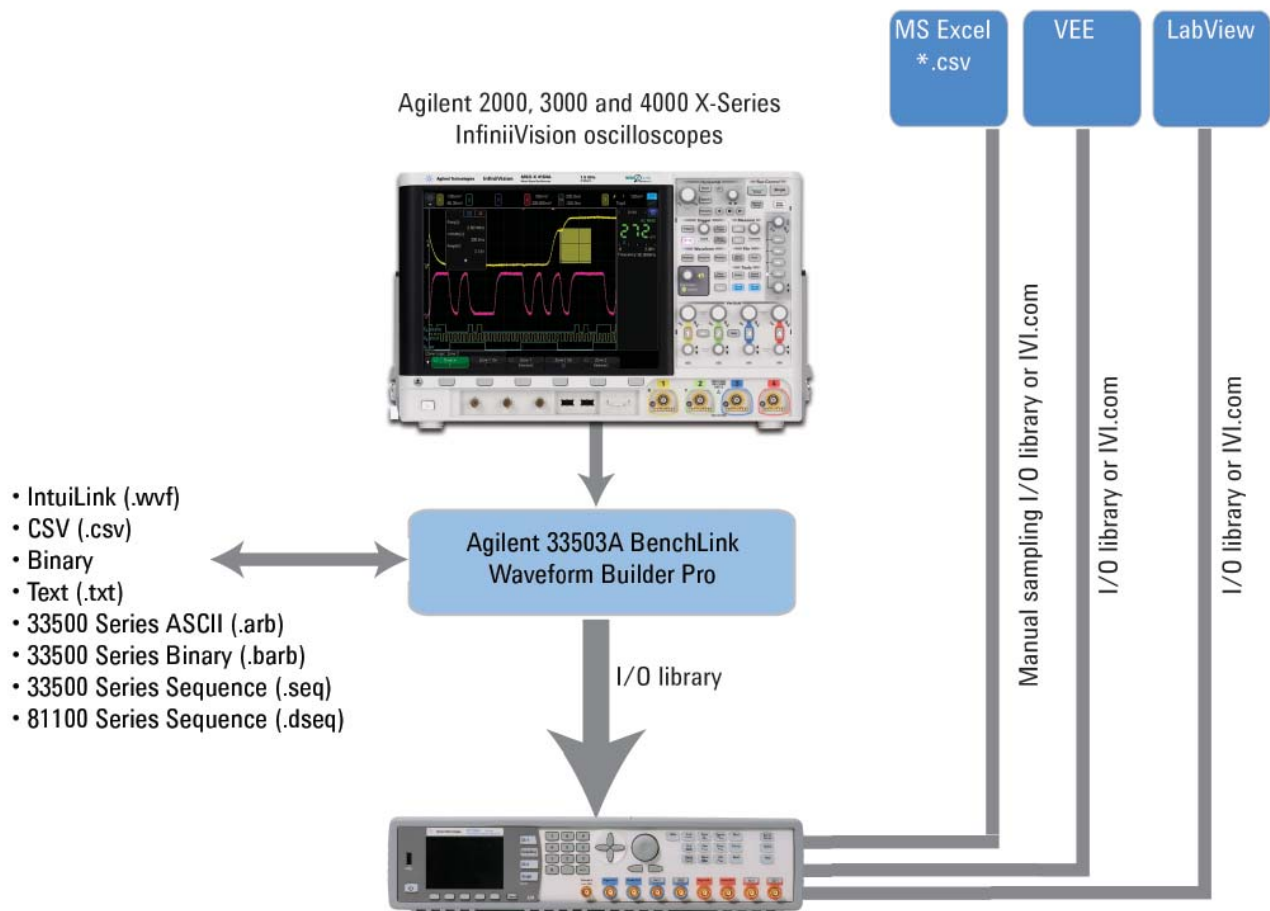 MS Excel
*.csv
VEE
LabView
Agilent 2000, 3000 and 4000 X-Series
InfiniiVision oscilloscopes
Agilent Technologies
InfiniiVision
Manual sampling I/O library or IVI.com
I/O library or IVI.com
I/O library or IVI.com
• IntuiLink (.wvf)
• CSV (.csv)
• Binary
• Text (.txt)
• 33500 Series ASCII (.arb)
• 33500 Series Binary (.barb)
• 33500 Series Sequence (.seq)
• 81100 Series Sequence (.dseq)
Agilent 33503A BenchLink
Waveform Builder Pro
I/O library